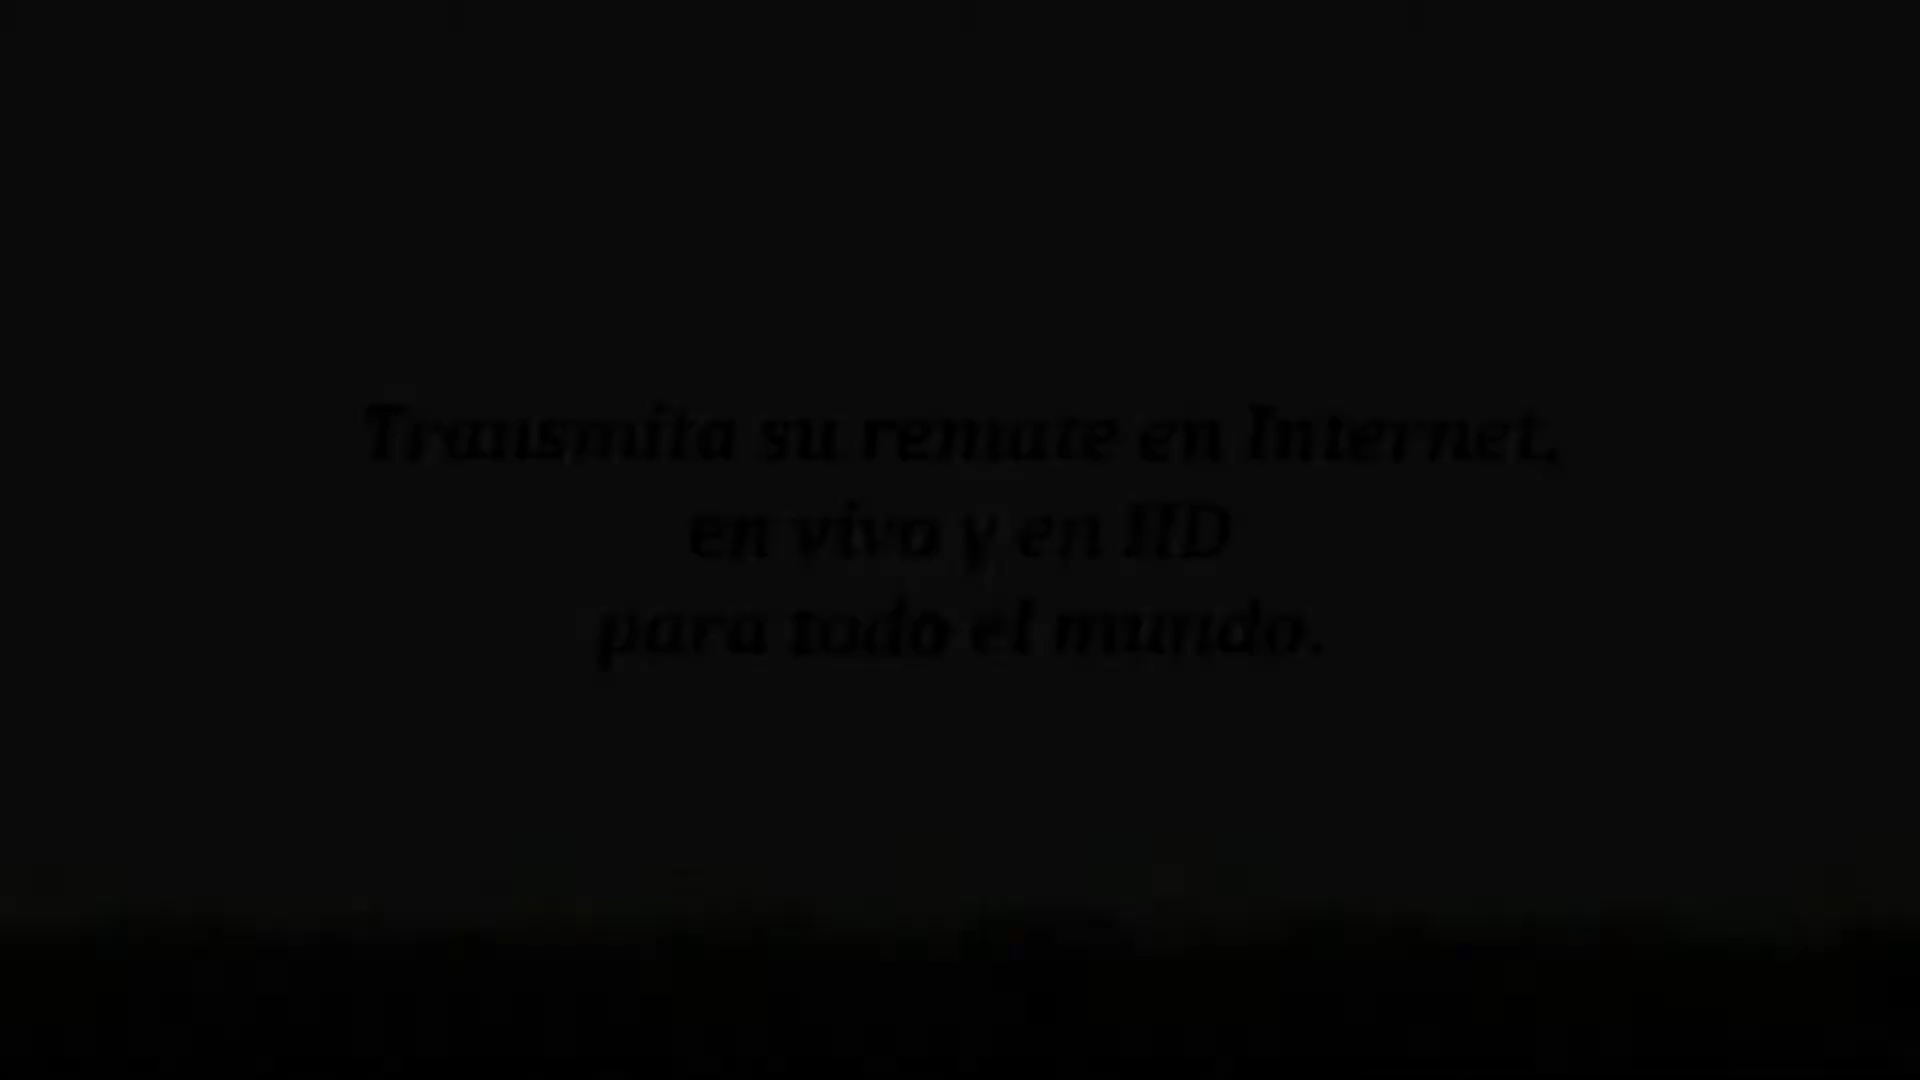 Transmita su remate en Internet,
en vivo y en HD
para todo el mundo.